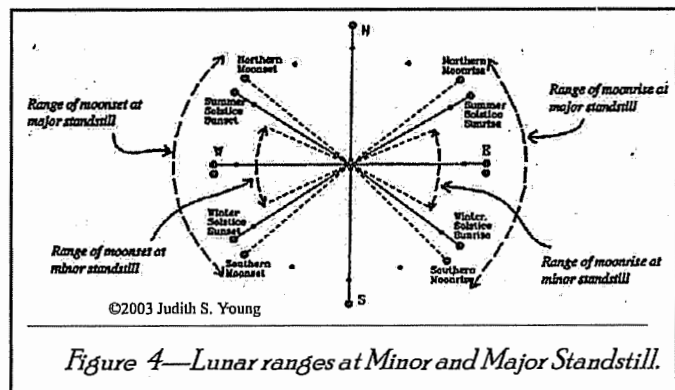 N
Northern
Moonset
Northern
Moonrise
Summer
Solstice
Sunset
Summer
Solstice
Sunrise
Range of moonset at
major standstill
Range of moonrise at
major standstill
W
E
Winter
Solstice
Sunset
Winter
Solstice
Sunrise
Southern
Moonset
Southern
Moonrise
Range of moonset at
minor standstill
Range of moonrise at
minor standstill
S
©2003 Judith S. Young
Figure 4—Lunar ranges at Minor and Major Standstill.